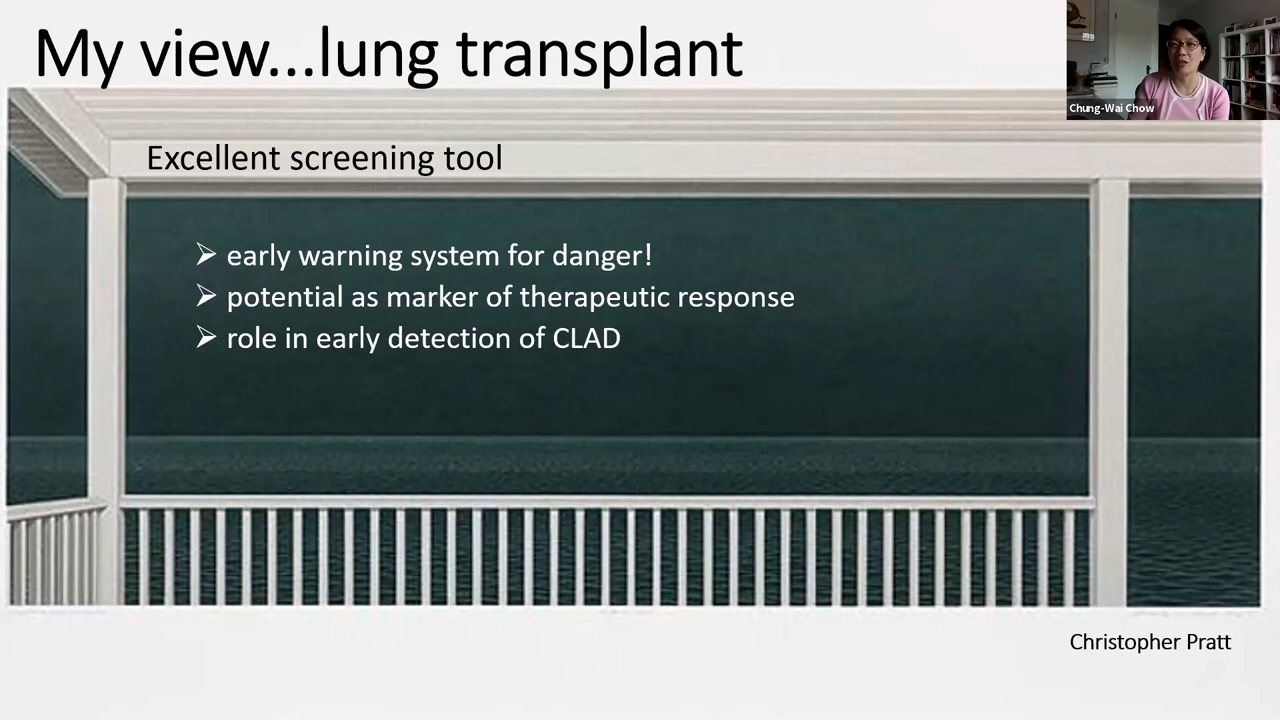 My view...lung transplant
Chung-Wai Chow
Excellent screening tool
➢ early warning system for danger!
➢ potential as marker of therapeutic response
➢ role in early detection of CLAD
Christopher Pratt